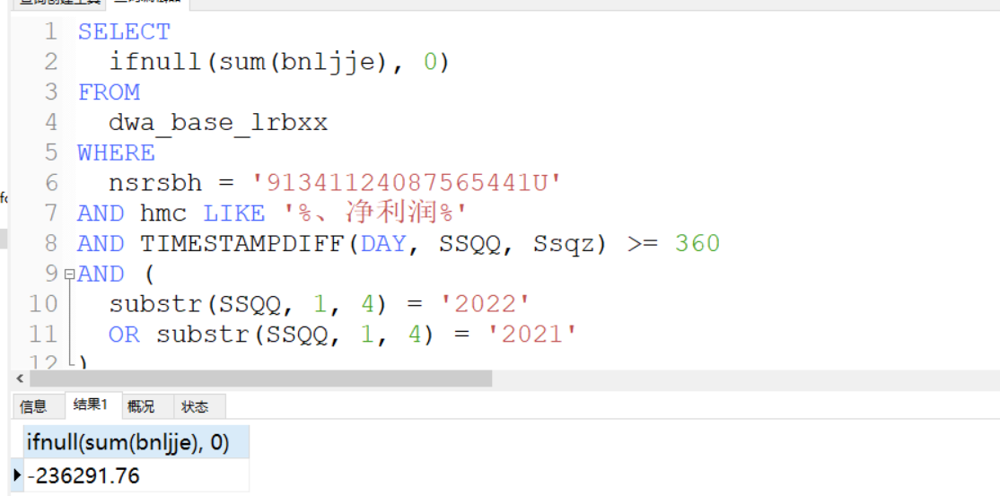 1 SELECT
2 ifnull(sum(bnljje), 0)
3 FROM
4 dwa_base_lrbxx
5 WHERE
6 nsrsbh = '91341124087565441U'
7 AND hmc LIKE '%、净利润%'
8 AND TIMESTAMPDIFF(DAY, SSQQ, Ssqz) >= 360
9 AND (
10 substr(SSQQ, 1, 4) = '2022'
11 OR substr(SSQQ, 1, 4) = '2021'
12 )
信息 结果1 概况 状态
ifnull(sum(bnljje), 0)
-236291.76